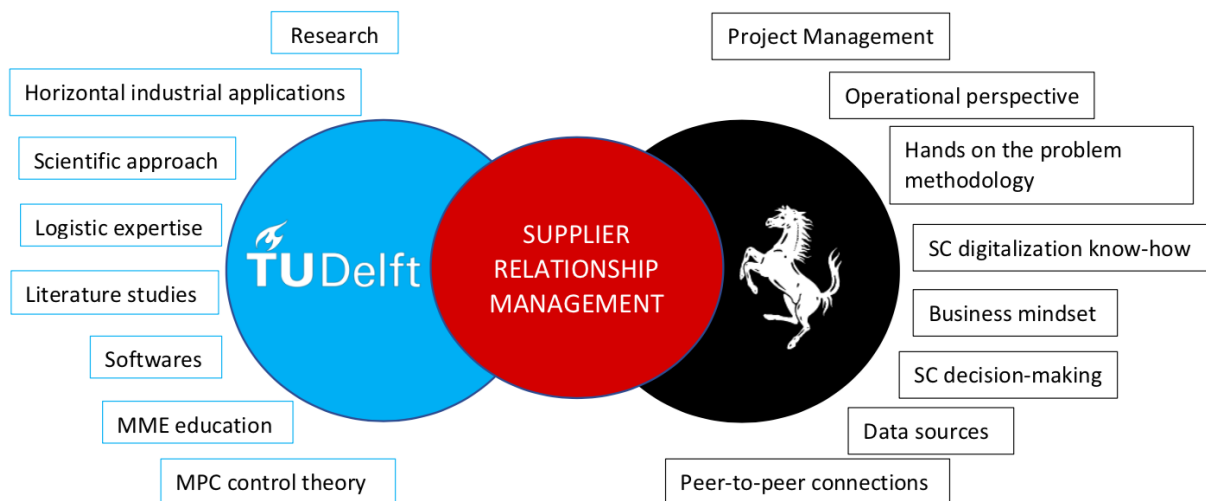 Research
Horizontal industrial applications
Scientific approach
Logistic expertise
Literature studies
Softwares
MME education
MPC control theory
TUDelft
SUPPLIER
RELATIONSHIP
MANAGEMENT
Project Management
Operational perspective
Hands on the problem
methodology
SC digitalization know-how
Business mindset
SC decision-making
Data sources
Peer-to-peer connections